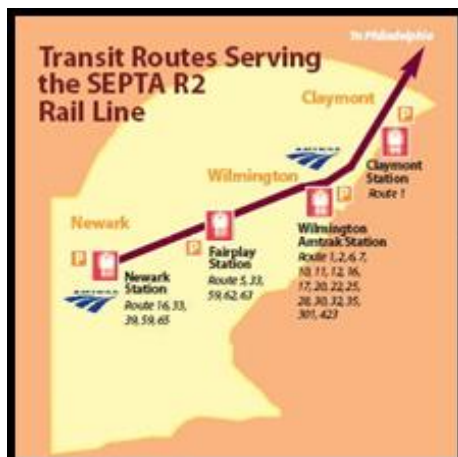 To Philadelphia
Transit Routes Serving
the SEPTA R2
Rail Line
Claymont
P
Claymont
Station
Route 1
Wilmington
P
Wilmington
Amtrak Station
Route 1, 2, 6, 7,
10, 11, 12, 16,
17, 20, 22, 25,
28, 30, 32, 35,
301, 423
Newark
P
Fairplay
Station
Route 5, 33,
59, 62, 63
P
Newark
Station
Route 16, 33,
39, 59, 65